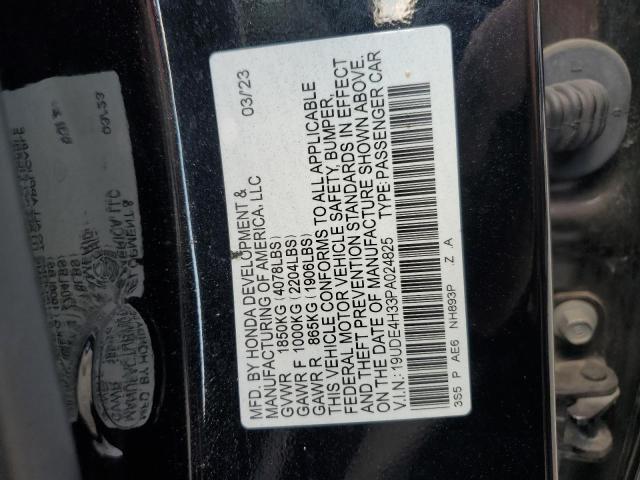 MFD. BY HONDA DEVELOPMENT & 03/23
MANUFACTURING OF AMERICA, LLC
GVWR 1850KG (4078LBS)
GAWR F 1000KG (2204LBS)
GAWR R 865KG (1906LBS)
THIS VEHICLE CONFORMS TO ALL APPLICABLE
FEDERAL MOTOR VEHICLE SAFETY, BUMPER,
AND THEFT PREVENTION STANDARDS IN EFFECT
ON THE DATE OF MANUFACTURE SHOWN ABOVE.
V.I.N.: 19UDE4H33PA024825 TYPE: PASSENGER CAR
3S5 P AE6 NH893P Z A